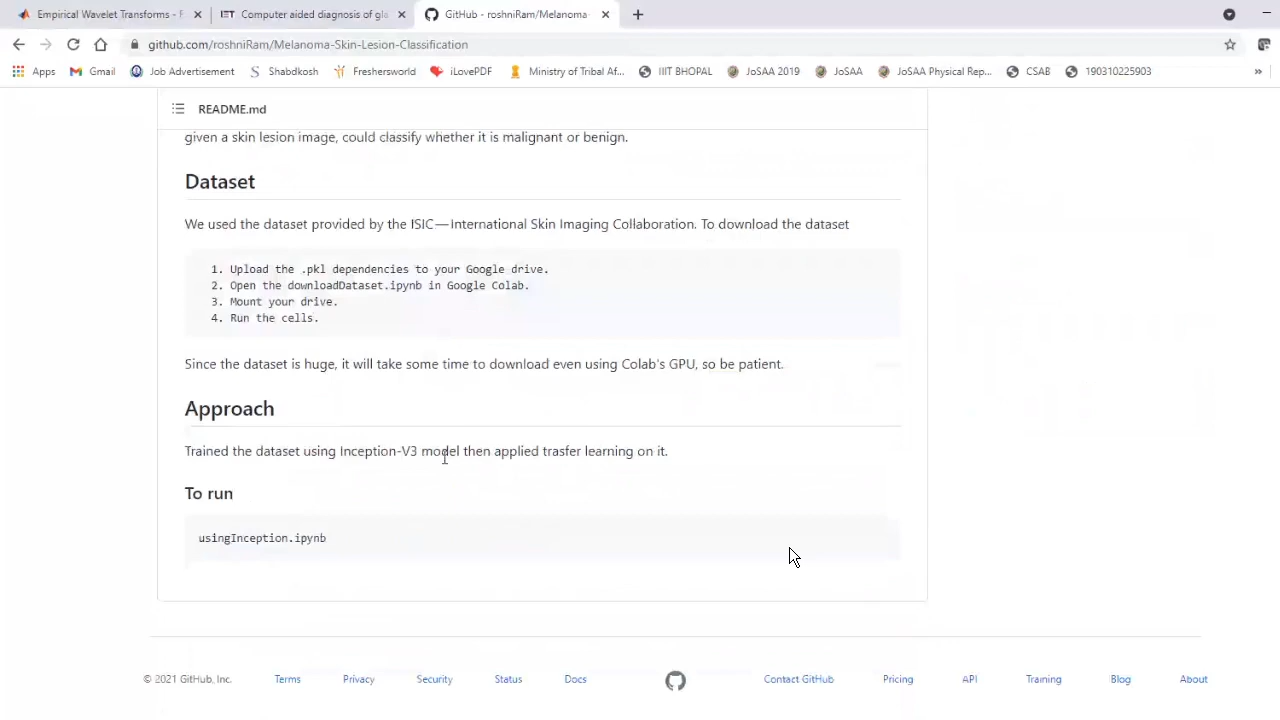 Empirical Wavelet Transforms - F
IET Computer aided diagnosis of gla
GitHub - roshniRam/Melanoma-
github.com/roshniRam/Melanoma-Skin-Lesion-Classification
Apps Gmail Job Advertisement Shabdkosh Freshersworld iLovePDF Ministry of Tribal Af... IIIT BHOPAL JoSAA 2019 JoSAA JoSAA Physical Rep... CSAB 190310225903 »
README.md
given a skin lesion image, could classify whether it is malignant or benign.
Dataset
We used the dataset provided by the ISIC—International Skin Imaging Collaboration. To download the dataset
1. Upload the .pkl dependencies to your Google drive.
2. Open the downloadDataset.ipynb in Google Colab.
3. Mount your drive.
4. Run the cells.
Since the dataset is huge, it will take some time to download even using Colab's GPU, so be patient.
Approach
Trained the dataset using Inception-V3 model then applied trasfer learning on it.
To run
usingInception.ipynb
© 2021 GitHub, Inc. Terms Privacy Security Status Docs Contact GitHub Pricing API Training Blog About